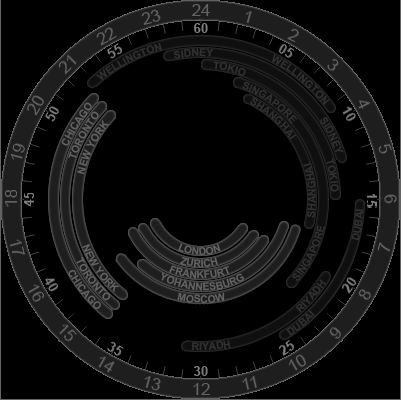 24
1
2
3
4
5
6
7
8
9
10
11
12
13
14
15
16
17
18
19
20
21
22
23
60
05
10
15
20
25
30
35
40
45
50
55
WELLINGTON
WELLINGTON
SiDNEY
SiDNEY
TOKIO
TOKIO
SINGAPORE
SINGAPORE
SHANGHAI
SHANGHAI
DUBAI
DUBAI
RIYADH
RIYADH
CHICAGO
TORONTO
NEW YORK
NEW YORK
TORONTO
CHICAGO
LONDON
ZURICH
FRANKFURT
YOHANNESBURG
MOSCOW